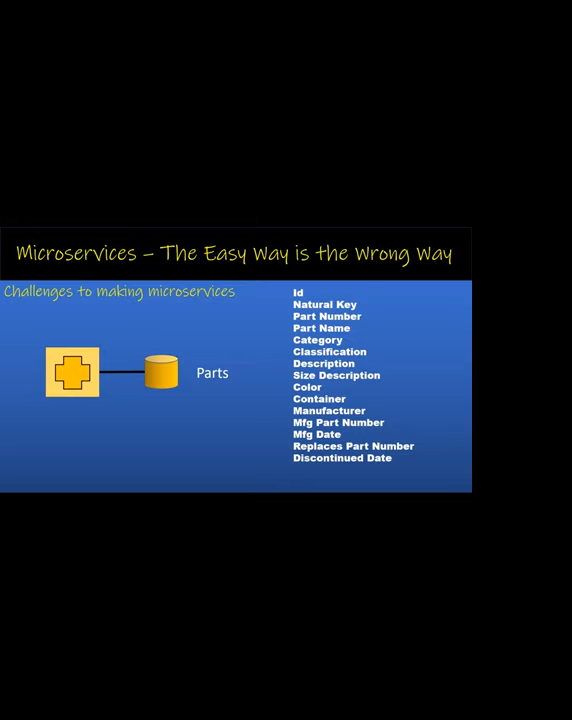 Microservices – The Easy Way is the Wrong Way
Challenges to making microservices
Parts
Id
Natural Key
Part Number
Part Name
Category
Classification
Description
Size Description
Color
Container
Manufacturer
Mfg Part Number
Mfg Date
Replaces Part Number
Discontinued Date